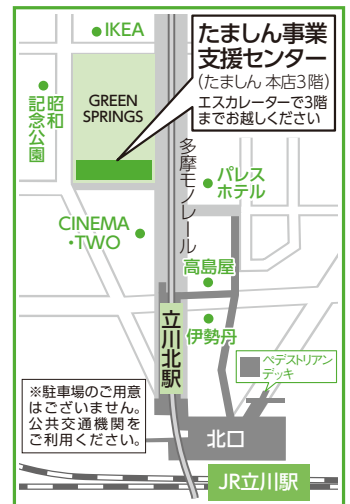 IKEA
たましん事業
支援センター
(たましん 本店3階)
エスカレーターで3階
までお越しください
昭和
記念公園
GREEN
SPRINGS
多摩モノレール
パレス
ホテル
CINEMA
・TWO
高島屋
伊勢丹
立川北駅
ペデストリアン
デッキ
※駐車場のご用意
はございません。
公共交通機関を
ご利用ください。
北口
JR立川駅